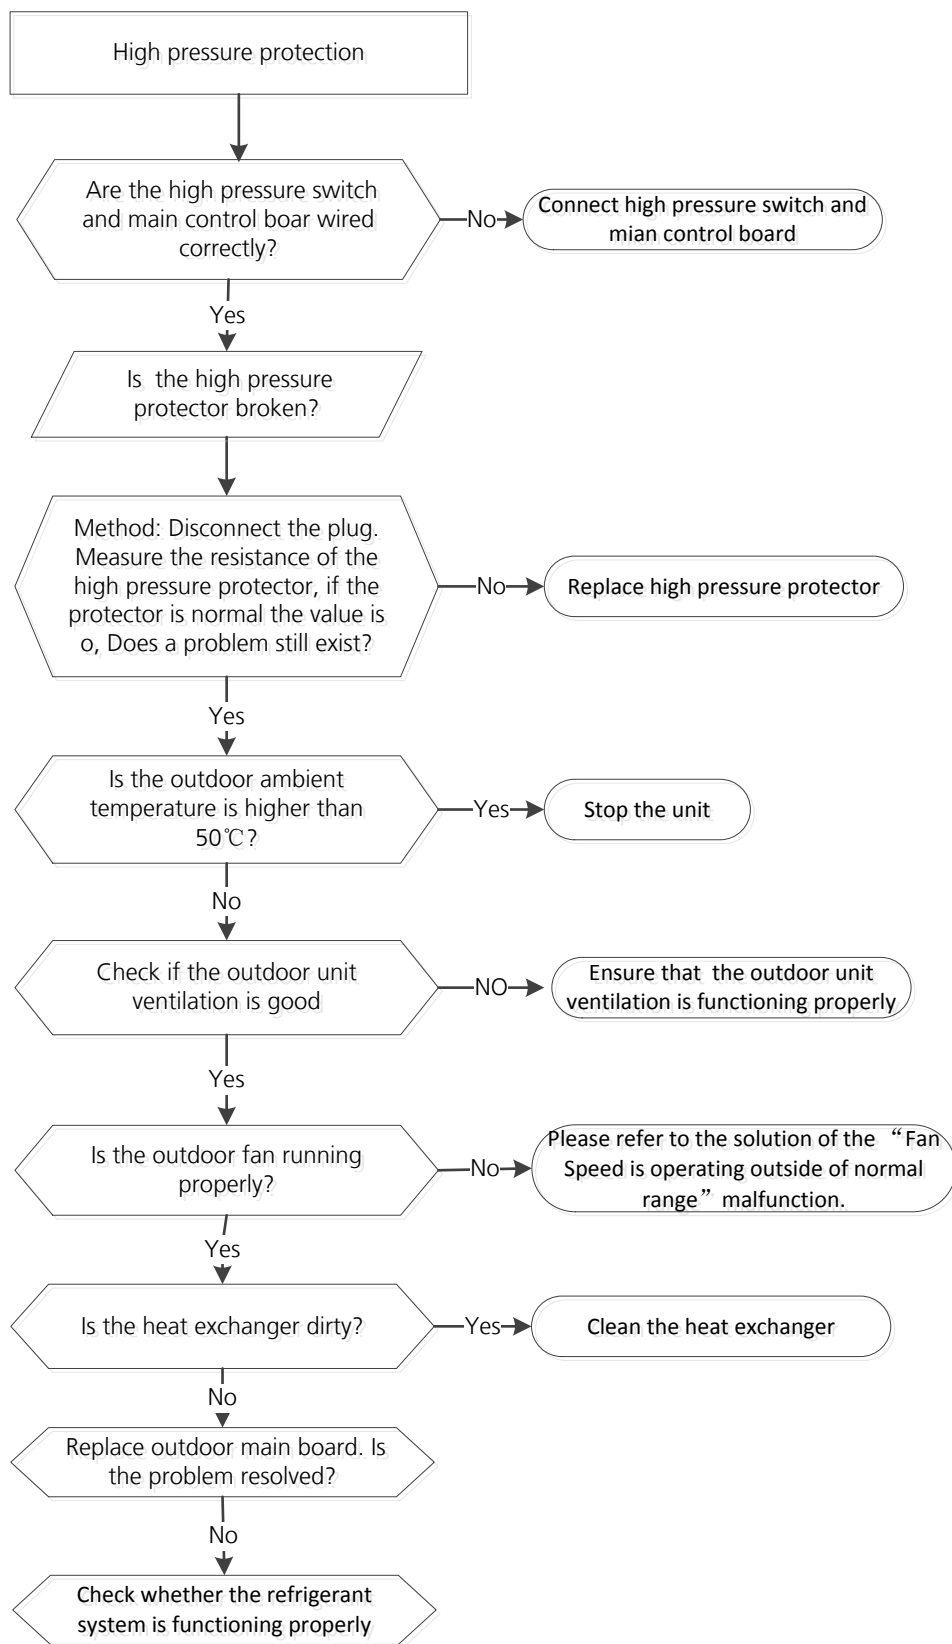 High pressure protection
Are the high pressure switch
and main control boar wired
correctly?
No
Connect high pressure switch and
mian control board
Yes
Is the high pressure
protector broken?
Method: Disconnect the plug.
Measure the resistance of the
high pressure protector, if the
protector is normal the value is
o, Does a problem still exist?
No
Replace high pressure protector
Yes
Is the outdoor ambient
temperature is higher than
50℃?
Yes
Stop the unit
No
Check if the outdoor unit
ventilation is good
NO
Ensure that the outdoor unit
ventilation is functioning properly
Yes
Is the outdoor fan running
properly?
No
Please refer to the solution of the “Fan
Speed is operating outside of normal
range” malfunction.
Yes
Is the heat exchanger dirty?
Yes
Clean the heat exchanger
No
Replace outdoor main board. Is
the problem resolved?
No
Check whether the refrigerant
system is functioning properly